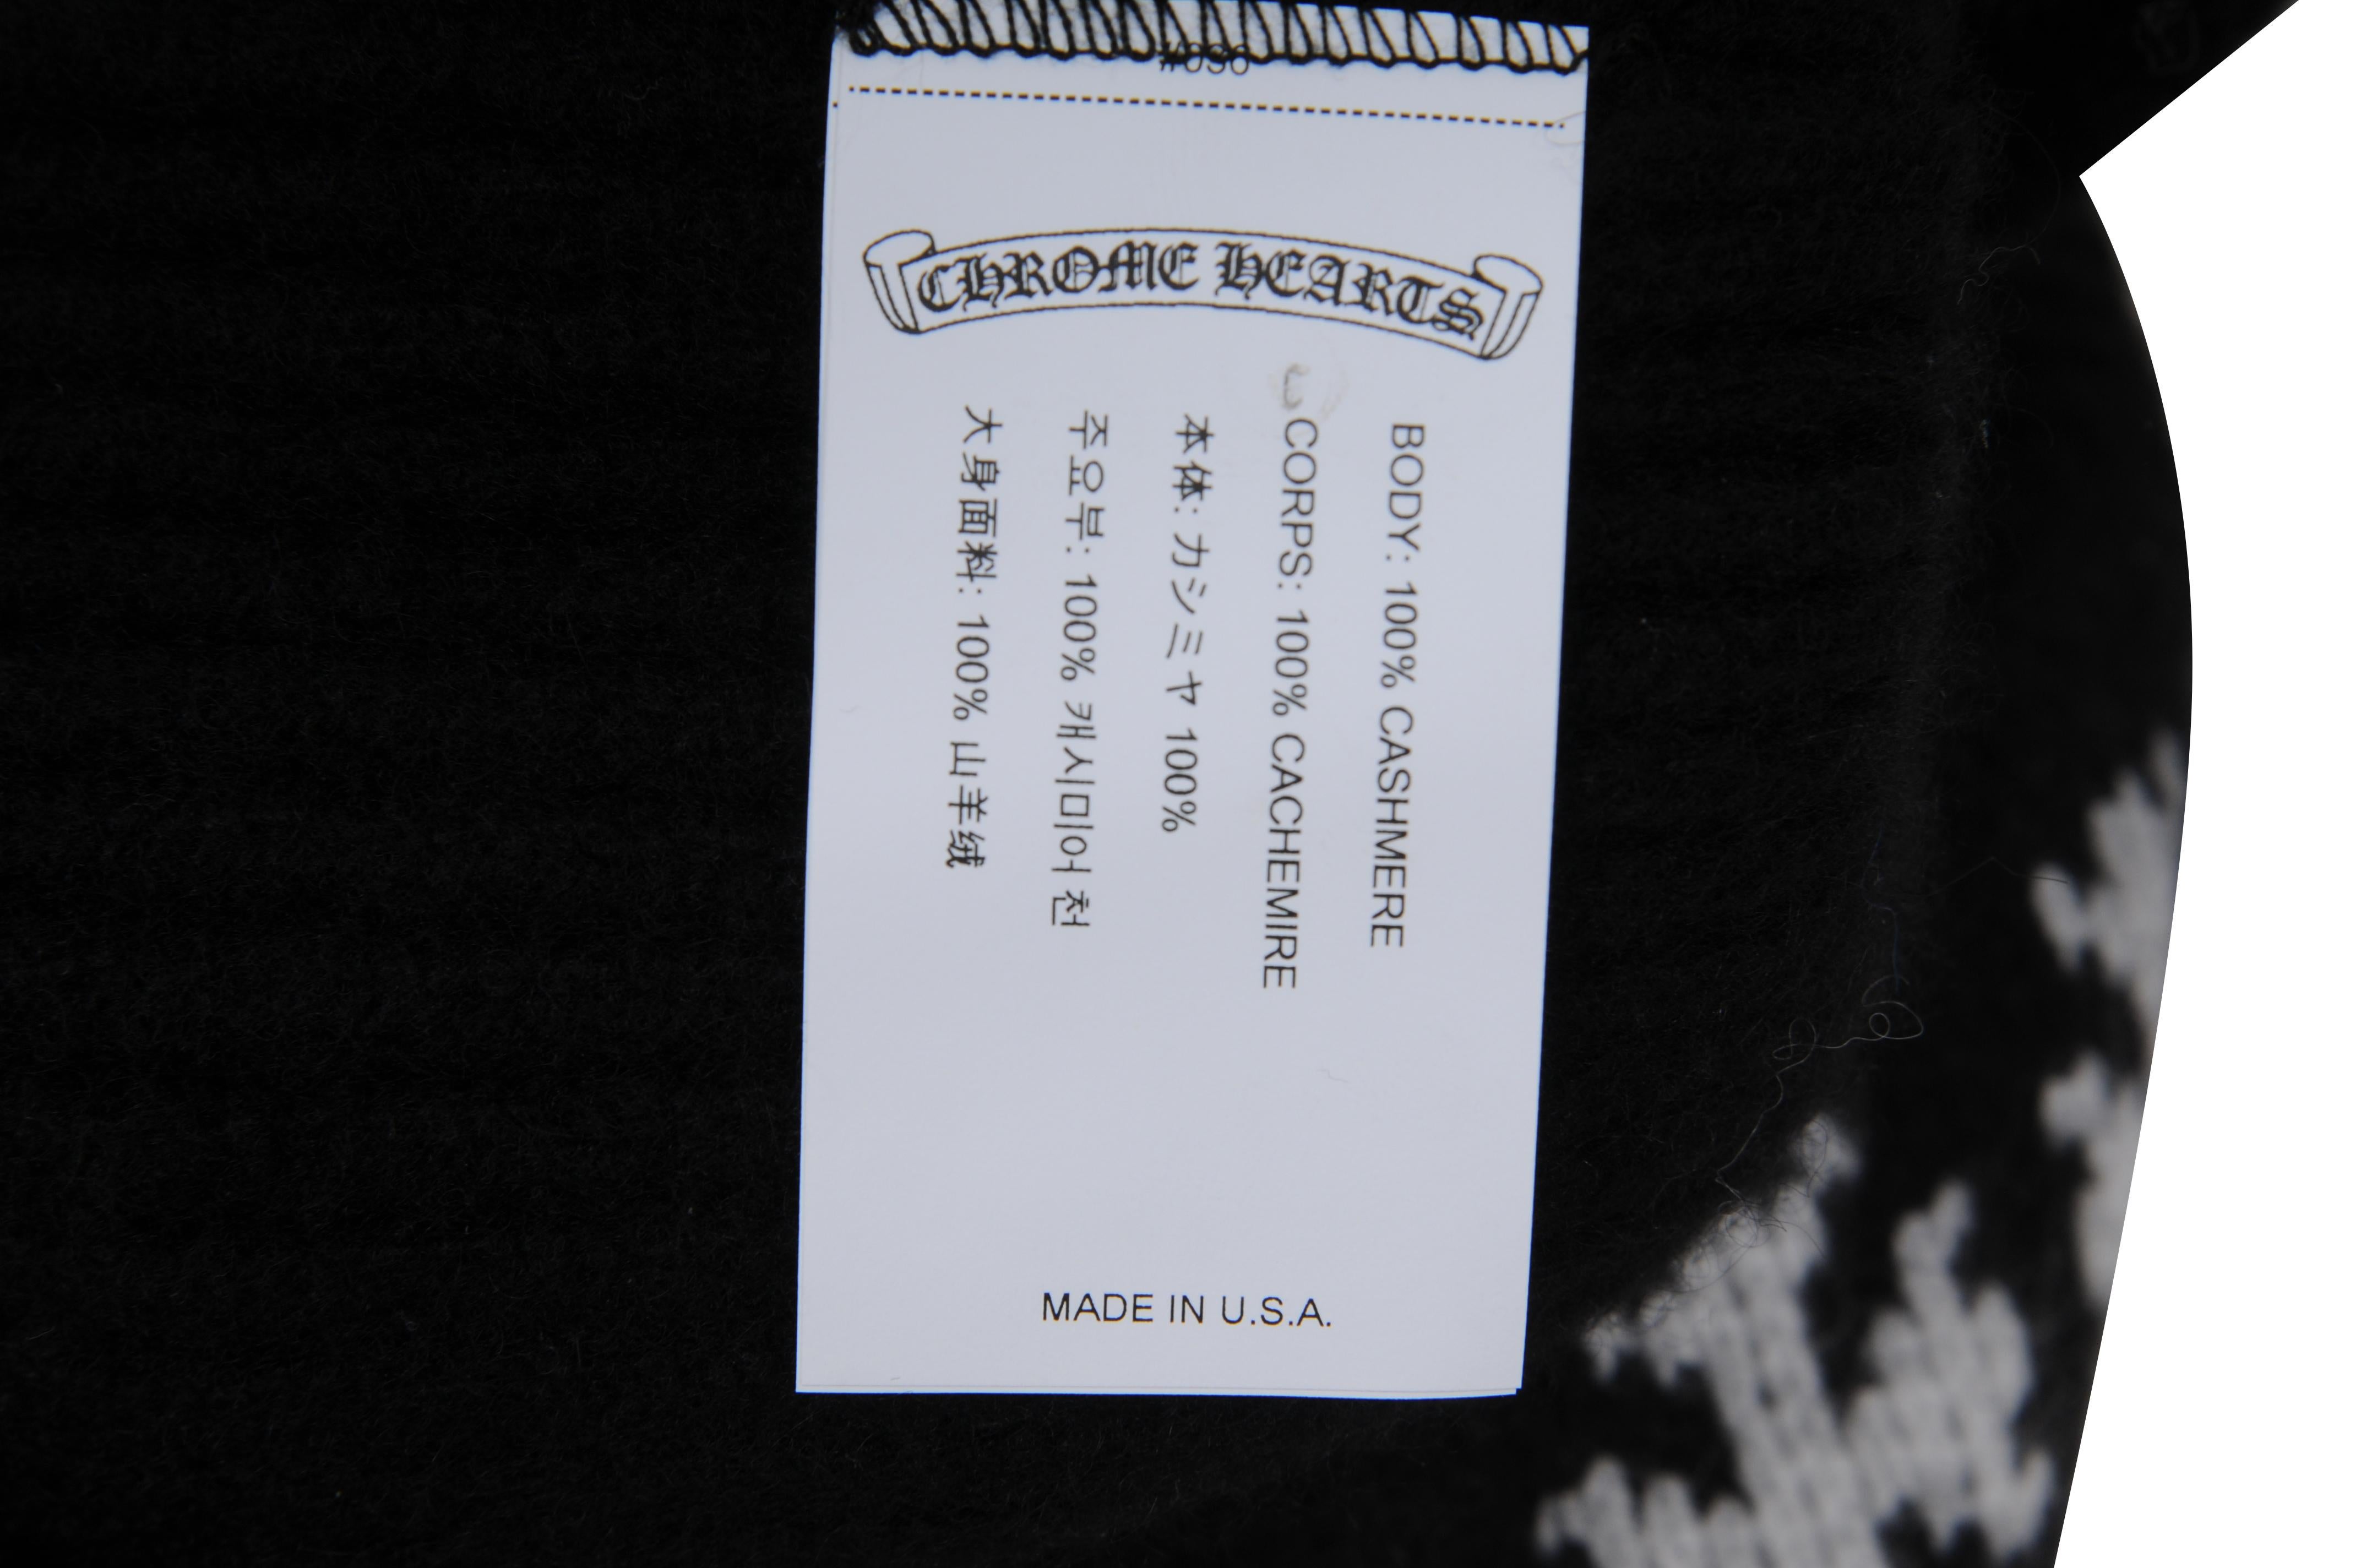 #036
CHROME HEARTS
BODY: 100% CASHMERE
CORPS: 100% CACHEMIRE
本体: カシミヤ 100%
주요부: 100% 캐시미어 천
大身面料: 100% 山羊绒
MADE IN U.S.A.